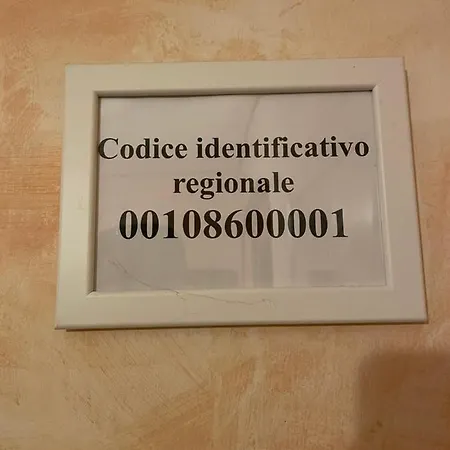 Codice identificativo
regionale
00108600001